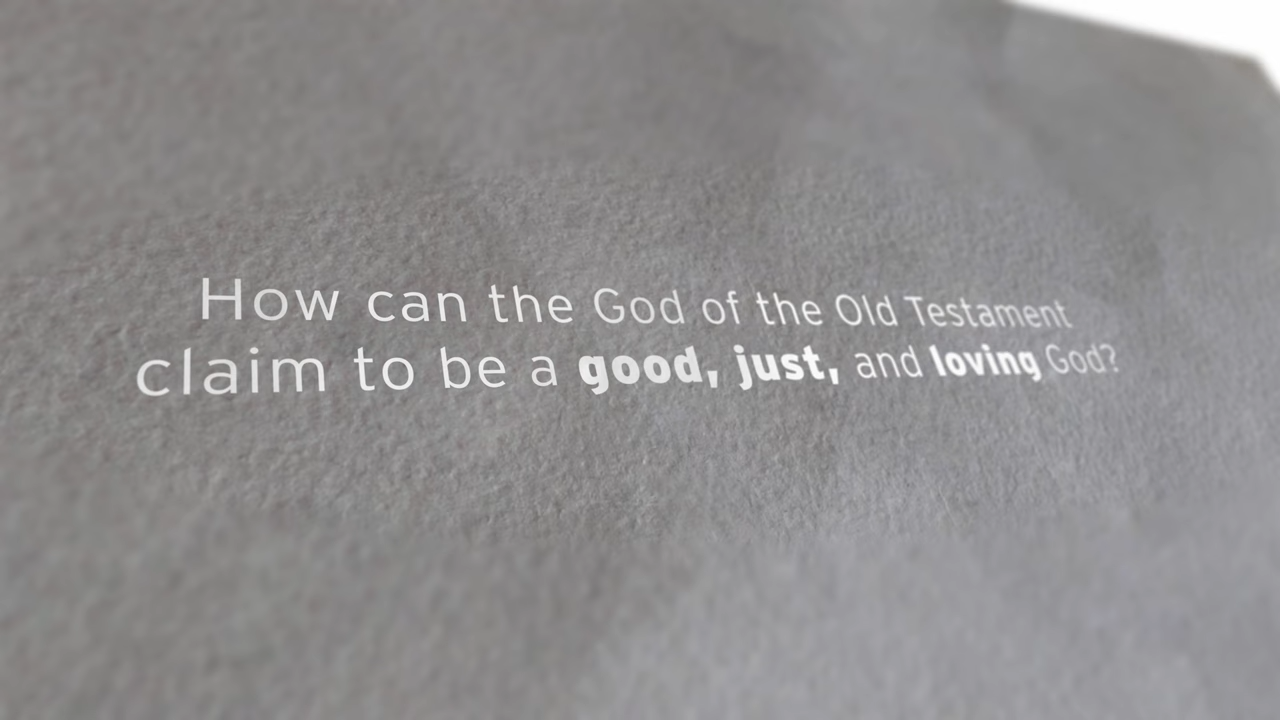 How can the God of the Old Testament
claim to be a good, just, and loving God?